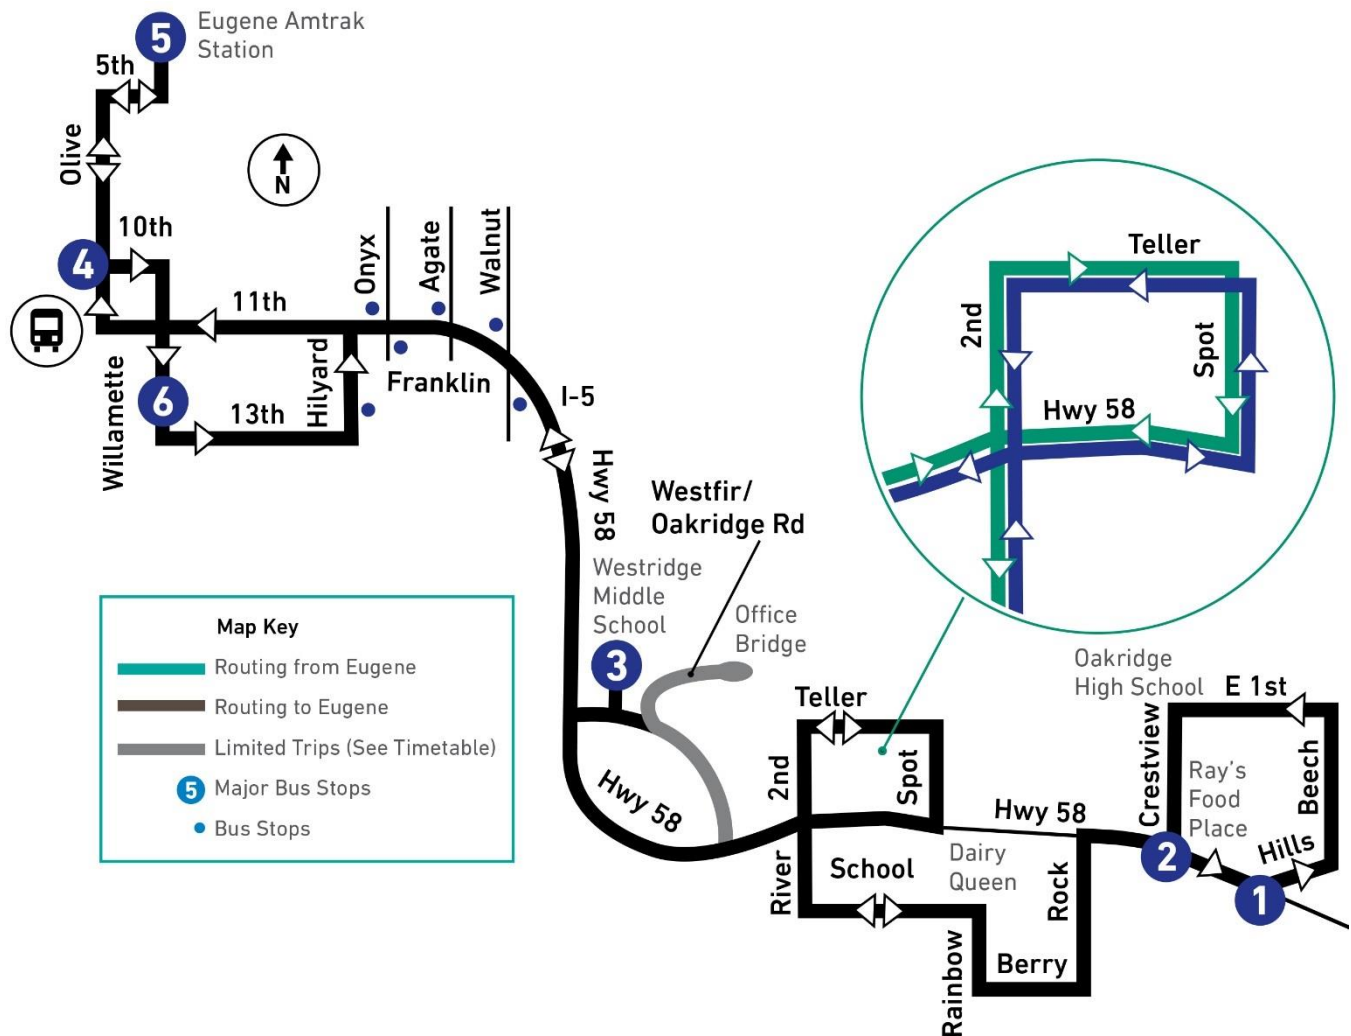 5
Eugene Amtrak
Station
5th
Olive
N
10th
4
11th
Onyx
Agate
Walnut
Willamette
6
13th
Hilyard
Franklin
I-5
Hwy 58
Westfir/
Oakridge Rd
Westridge
Middle
School
3
Office
Bridge
Teller
2nd
Spot
Hwy 58
Map Key
Routing from Eugene
Routing to Eugene
Limited Trips (See Timetable)
5 Major Bus Stops
Bus Stops
Hwy 58
Teller
2nd
Spot
River
School
Dairy
Queen
Hwy 58
Rock
Rainbow
Berry
Oakridge
High School
E 1st
Crestview
Ray's
Food
Place
Beech
Hills
2
1